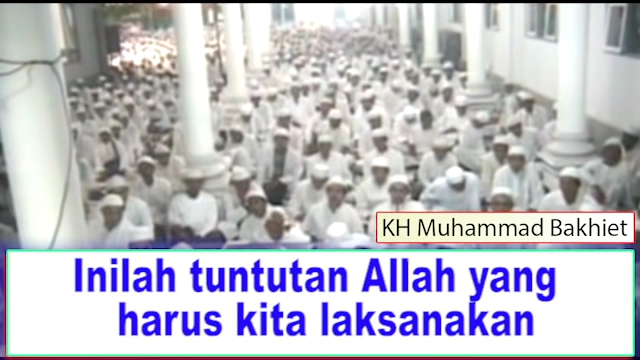 KH Muhammad Bakhiet
Inilah tuntutan Allah yang
harus kita laksanakan